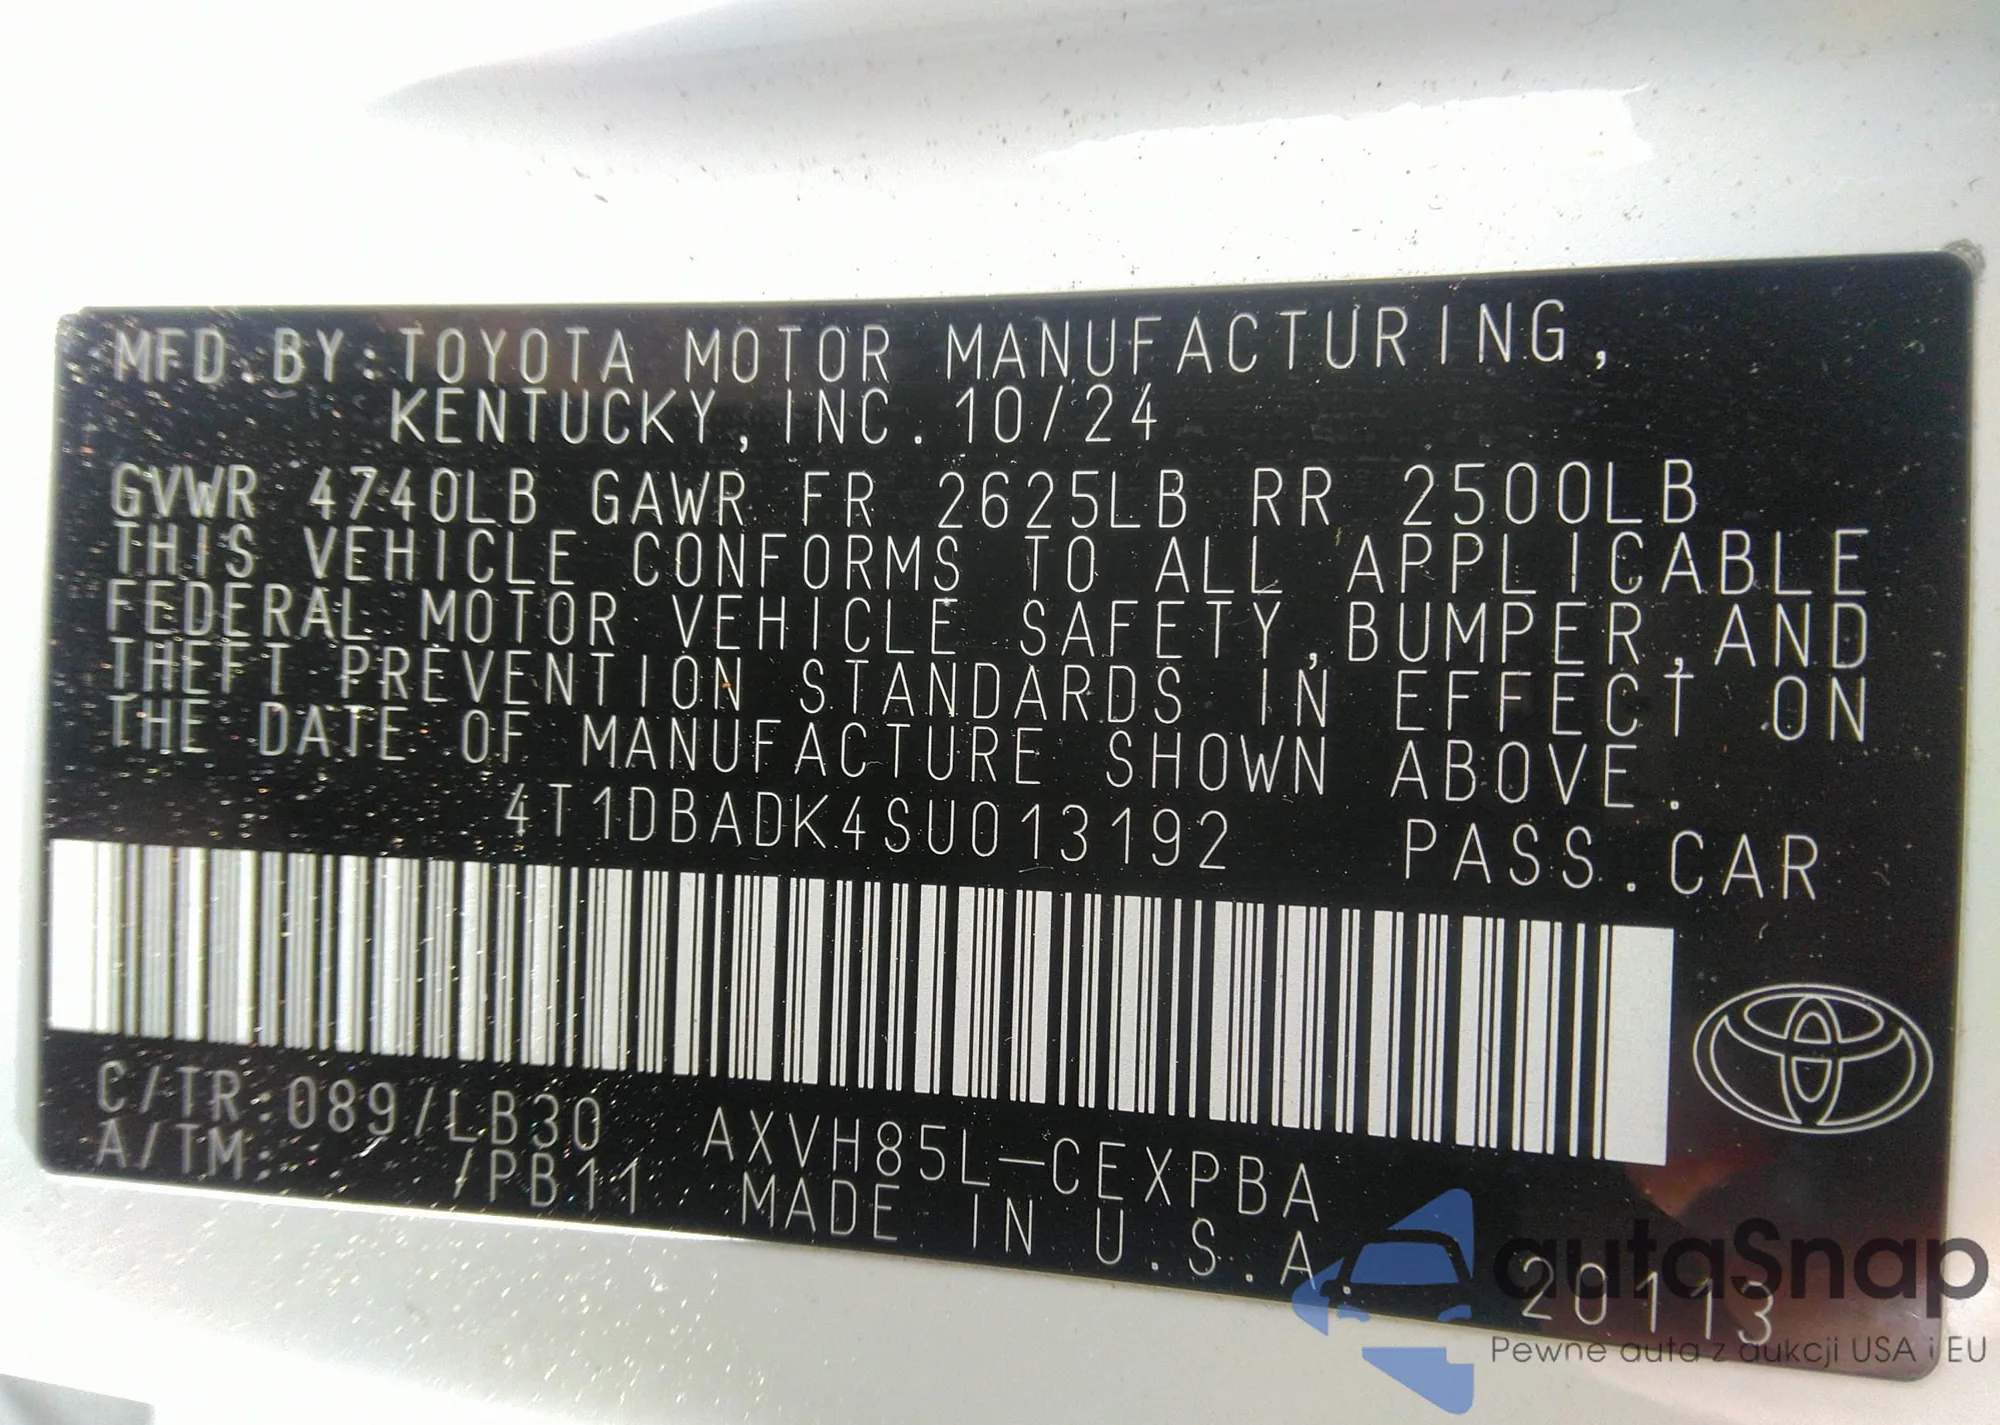 MFD.BY:TOYOTA MOTOR MANUFACTURING,
KENTUCKY, INC. 10/24
GVWR 4740LB GAWR FR 2625LB RR 2500LB
THIS VEHICLE CONFORMS TO ALL APPLICABLE
FEDERAL MOTOR VEHICLE SAFETY,BUMPER,AND
THEFT PREVENTION STANDARDS IN EFFECT ON
THE DATE OF MANUFACTURE SHOWN ABOVE.
4T1DBADK4SU013192 PASS.CAR
C/TR:089/LB30 AXVH85L-CEXPBA
A/TM: /PB11 MADE IN U.S.A.
20113
autaSnap
Pewne auta z aukcji USA i EU